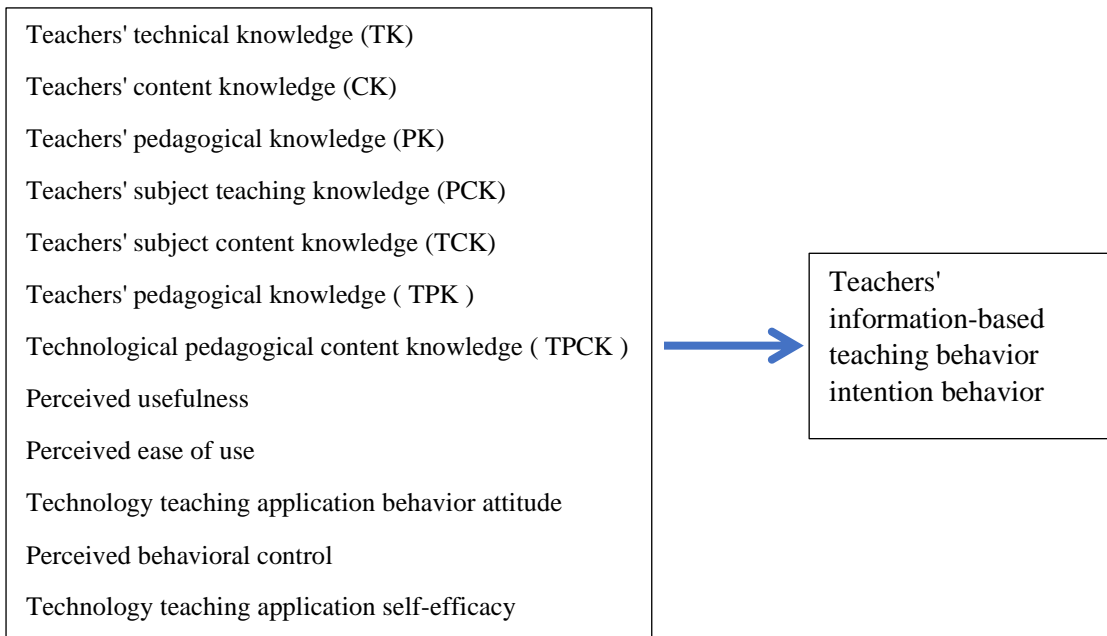 Teachers' technical knowledge (TK)
Teachers' content knowledge (CK)
Teachers' pedagogical knowledge (PK)
Teachers' subject teaching knowledge (PCK)
Teachers' subject content knowledge (TCK)
Teachers' pedagogical knowledge ( TPK )
Technological pedagogical content knowledge ( TPCK )
Perceived usefulness
Perceived ease of use
Technology teaching application behavior attitude
Perceived behavioral control
Technology teaching application self-efficacy
Teachers'
information-based
teaching behavior
intention behavior